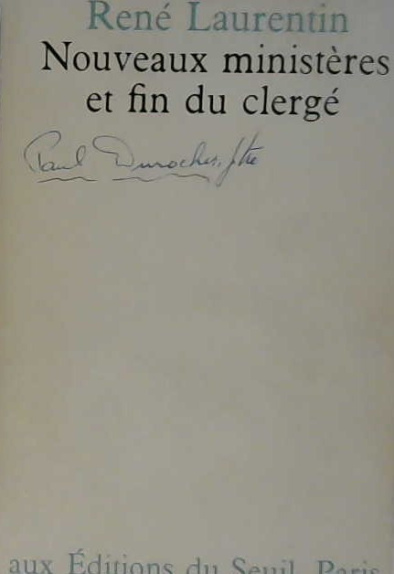 René Laurentin
Nouveaux ministères
et fin du clergé
Paul Durocher, ptre
aux Éditions du Seuil, Paris